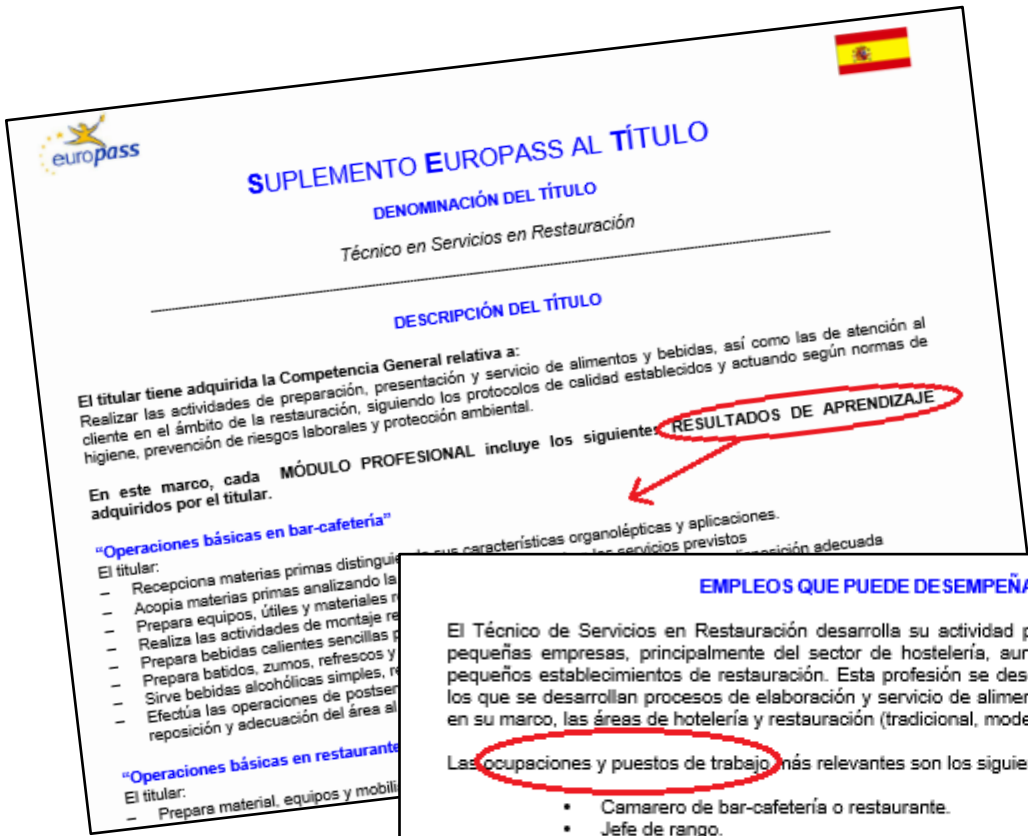 europass
SUPLEMENTO EUROPASS AL TÍTULO
DENOMINACIÓN DEL TÍTULO
Técnico en Servicios en Restauración
DESCRIPCIÓN DEL TÍTULO
El titular tiene adquirida la Competencia General relativa a:
Realizar las actividades de preparación, presentación y servicio de alimentos y bebidas, así como las de atención al
cliente en el ámbito de la restauración, siguiendo los protocolos de calidad establecidos y actuando según normas de
higiene, prevención de riesgos laborales y protección ambiental.
En este marco, cada MÓDULO PROFESIONAL incluye los siguientes RESULTADOS DE APRENDIZAJE
adquiridos por el titular.
"Operaciones básicas en bar-cafetería"
El titular:
– Recepciona materias primas sus características organolépticas y aplicaciones.
– Acopia materias primas analizando la servicios previstos
– Prepara equipos, útiles y materiales adecuada
– Realiza las actividades de montaje
– Prepara bebidas calientes sencillas
– Prepara batidos, zumos, refrescos y
– Sirve bebidas alcohólicas simples,
– Efectúa las operaciones de
reposición y adecuación del área al
"Operaciones básicas en restaurante
El titular:
– Prepara material, equipos y
EMPLEOS QUE PUEDE DESEMPEÑA
El Técnico de Servicios en Restauración desarrolla su actividad p
pequeñas empresas, principalmente del sector de hostelería, aun
pequeños establecimientos de restauración. Esta profesión se des
los que se desarrollan procesos de elaboración y servicio de alimen
en su marco, las áreas de hotelería y restauración (tradicional, mode
Las ocupaciones y puestos de trabajo más relevantes son los siguien
• Camarero de bar-cafetería o restaurante.
• Jefe de rango.